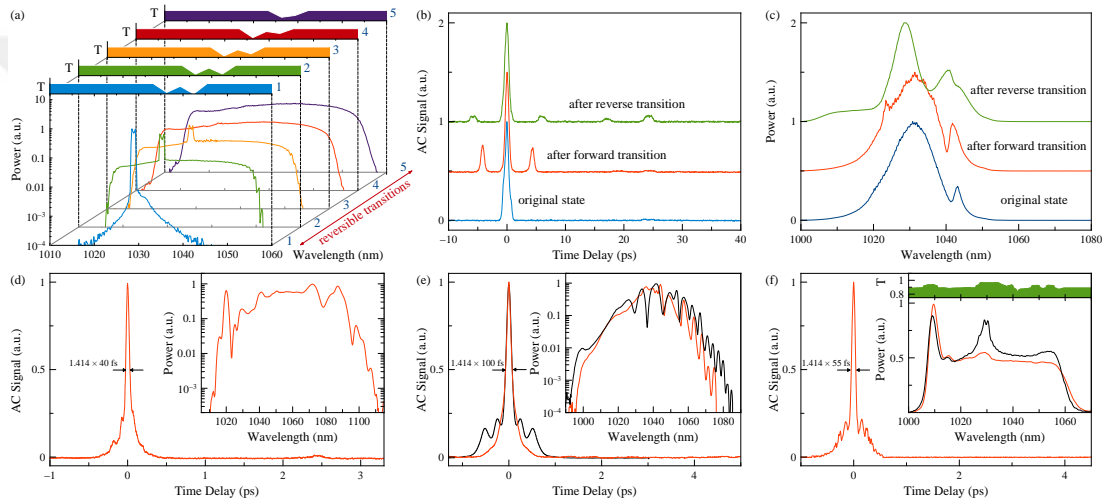 (a)
T
5
T
4
T
3
T
2
T
1
10
1
0.1
0.01
10⁻³
10⁻⁴
Power (a.u.)
1010
1020
1030
1040
1050
1060
Wavelength (nm)
1
2
3
4
5
reversible transitions
(b)
2
1
0
AC Signal (a.u.)
after reverse transition
after forward transition
original state
−10
0
10
20
30
40
Time Delay (ps)
(c)
2
1
0
Power (a.u.)
after reverse transition
after forward transition
original state
1000
1020
1040
1060
1080
Wavelength (nm)
(d)
1
0.5
0
AC Signal (a.u.)
1.414 × 40 fs
−1
0
1
2
3
Time Delay (ps)
1
0.1
10⁻²
10⁻³
Power (a.u.)
1020
1040
1060
1080
1100
Wavelength (nm)
(e)
1
0.5
0
AC Signal (a.u.)
1.414 × 100 fs
0
2
4
Time Delay (ps)
1
0.1
0.01
10⁻³
10⁻⁴
Power (a.u.)
1000
1020
1040
1060
1080
Wavelength (nm)
(f)
1
0.5
0
AC Signal (a.u.)
1.414 × 55 fs
−1
0
1
2
3
4
Time Delay (ps)
T
1
0.8
1
0.5
0
Power (a.u.)
1000
1020
1040
1060
Wavelength (nm)